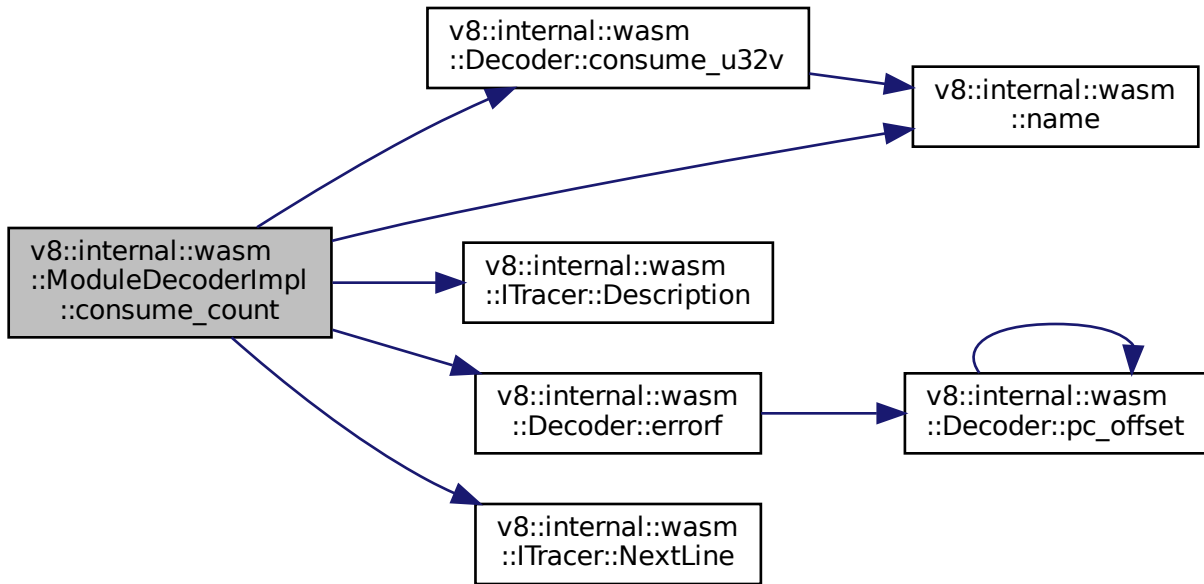 v8::internal::wasm
::ModuleDecoderImpl
::consume_count
v8::internal::wasm
::Decoder::consume_u32v
v8::internal::wasm
::name
v8::internal::wasm
::ITracer::Description
v8::internal::wasm
::Decoder::errorf
v8::internal::wasm
::Decoder::pc_offset
v8::internal::wasm
::ITracer::NextLine